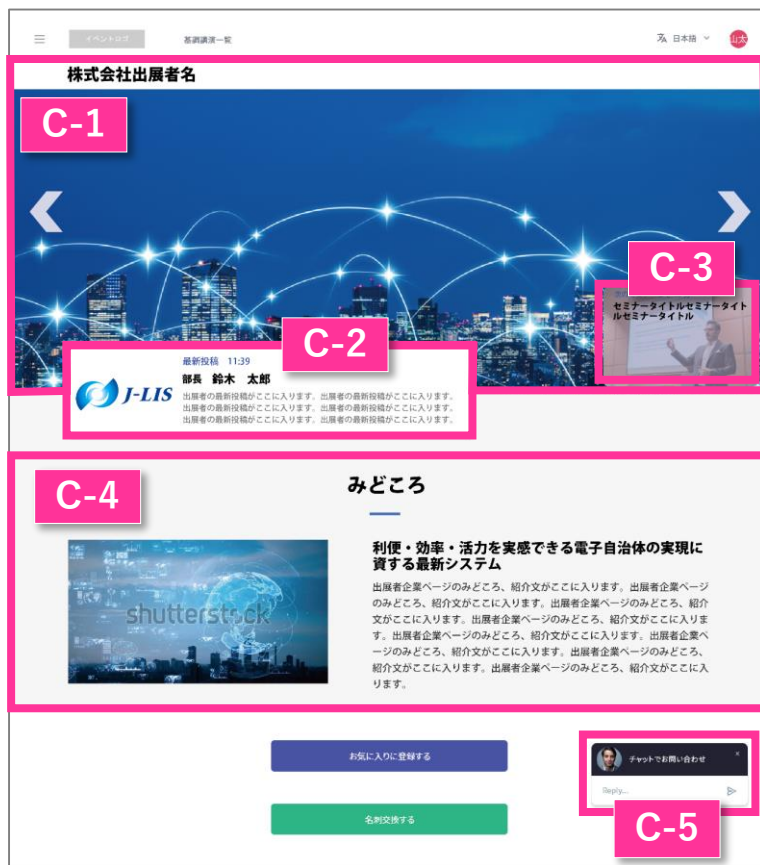 イベントロゴ
基調講演一覧
日本語
山太
株式会社出展者名
C-1
C-3
セミナータイトルセミナータイト
ルセミナータイトル
C-2
最新投稿 11:39
部長 鈴木 太郎
J-LIS
出展者の最新投稿がここに入ります。出展者の最新投稿がここに入ります。
出展者の最新投稿がここに入ります。出展者の最新投稿がここに入ります。
出展者の最新投稿がここに入ります。出展者の最新投稿がここに入ります。
C-4
みどころ
shutterstock
利便・効率・活力を実感できる電子自治体の実現に
資する最新システム
出展者企業ページのみどころ、紹介文がここに入ります。出展者企業ページ
のみどころ、紹介文がここに入ります。出展者企業ページのみどころ、紹介
文がここに入ります。出展者企業ページのみどころ、紹介文がここに入りま
す。出展者企業ページのみどころ、紹介文がここに入ります。出展者企業ペ
ージのみどころ、紹介文がここに入ります。出展者企業ページのみどころ、
紹介文がここに入ります。出展者企業ページのみどころ、紹介文がここに入
ります。
お気に入りに登録する
チャットでお問い合わせ
Reply...
名刺交換する
C-5